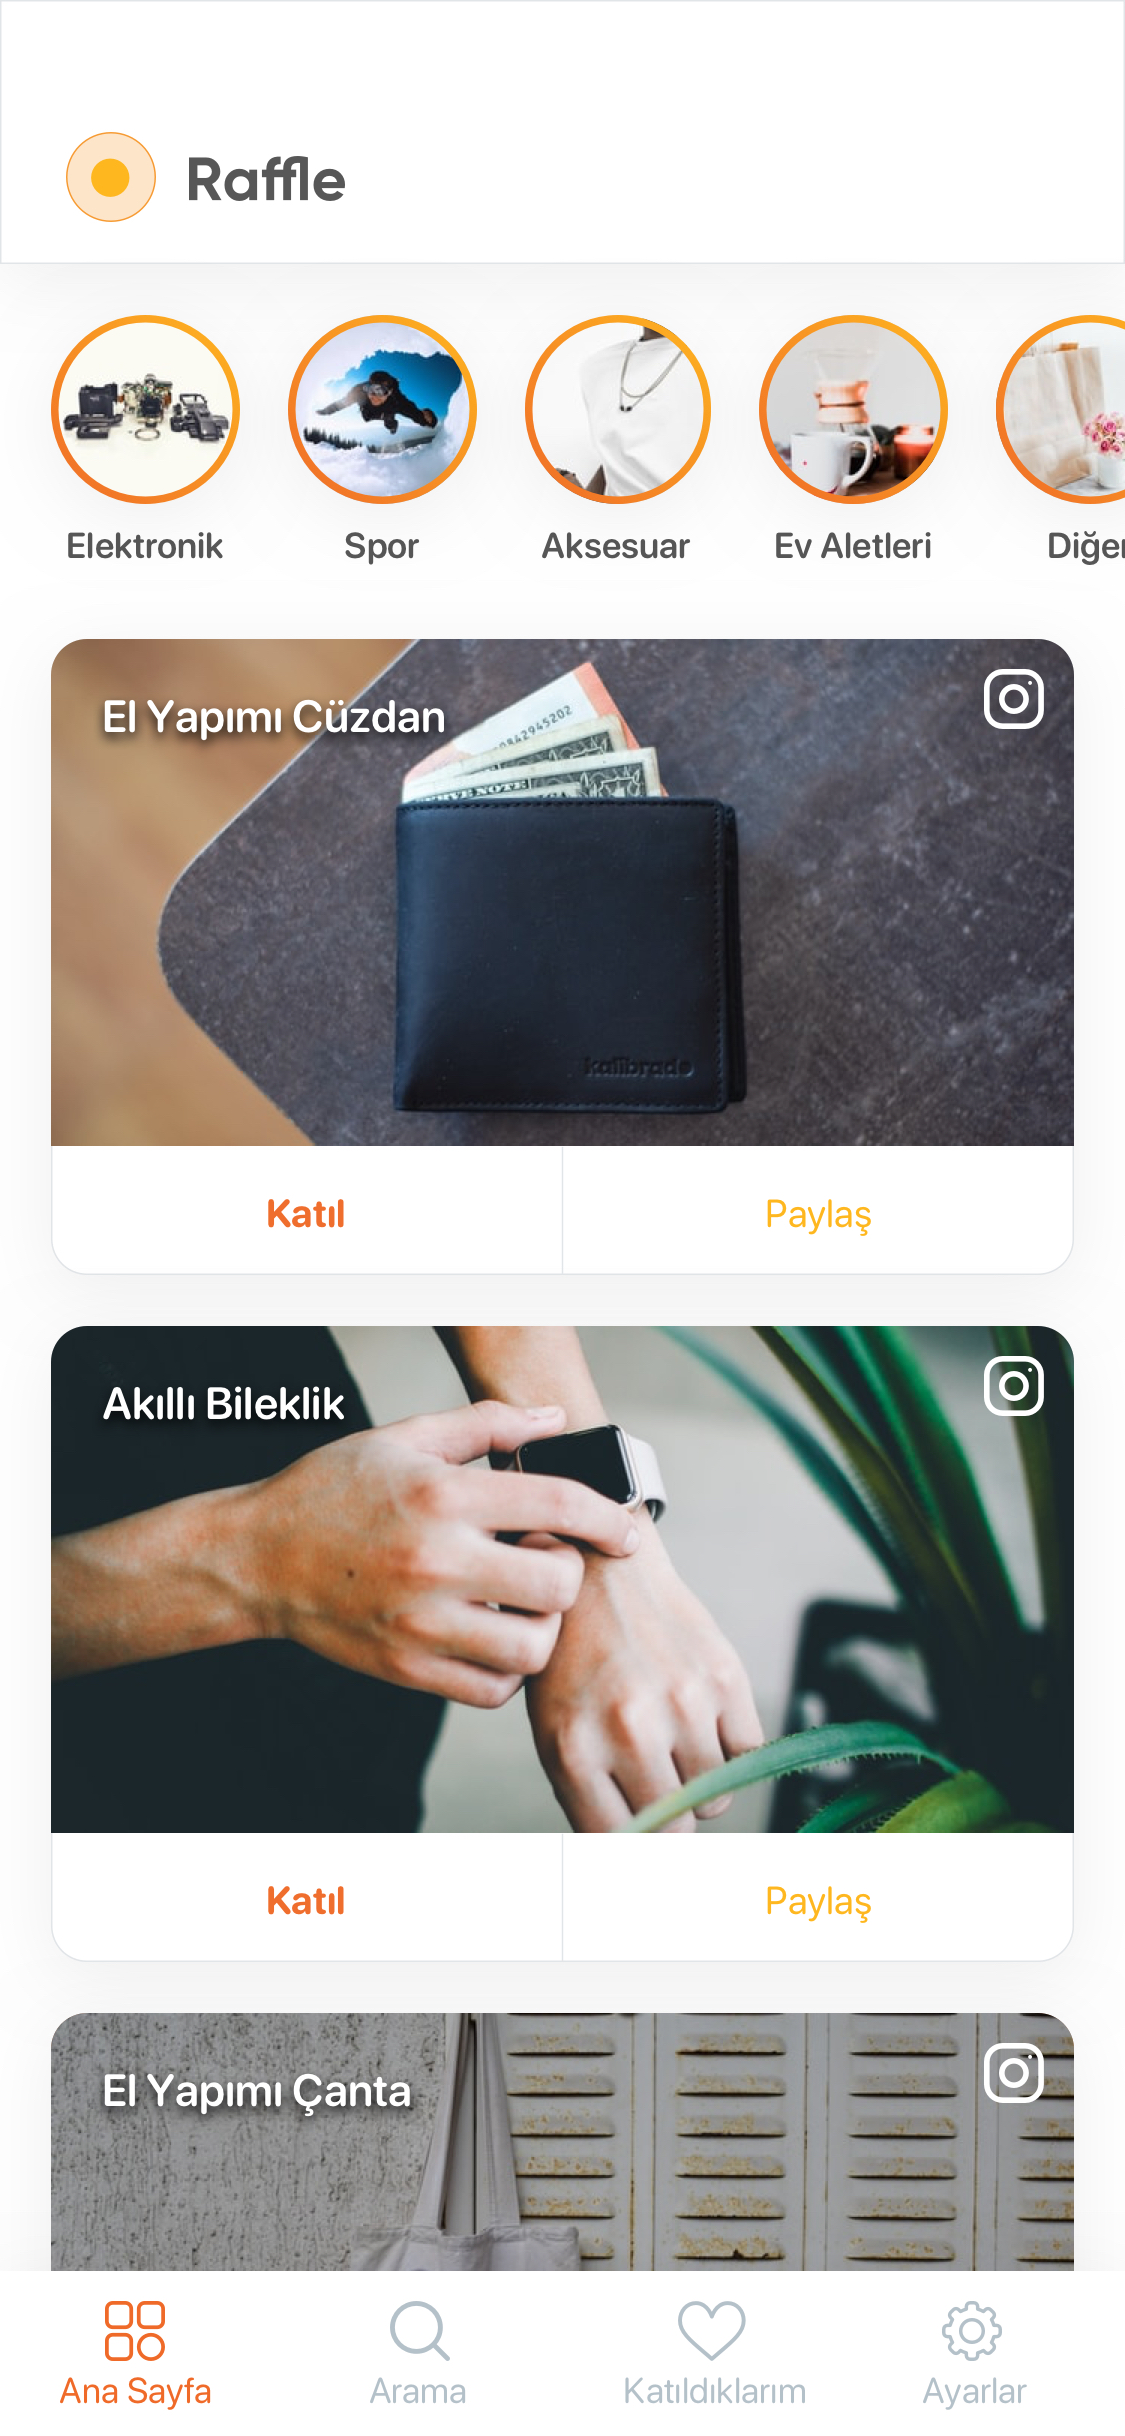 Raffle
Elektronik
Spor
Aksesuar
Ev Aletleri
Diğer
El Yapımı Cüzdan
kalibrado
Katıl
Paylaş
Akıllı Bileklik
Katıl
Paylaş
El Yapımı Çanta
Ana Sayfa
Arama
Katıldıklarım
Ayarlar